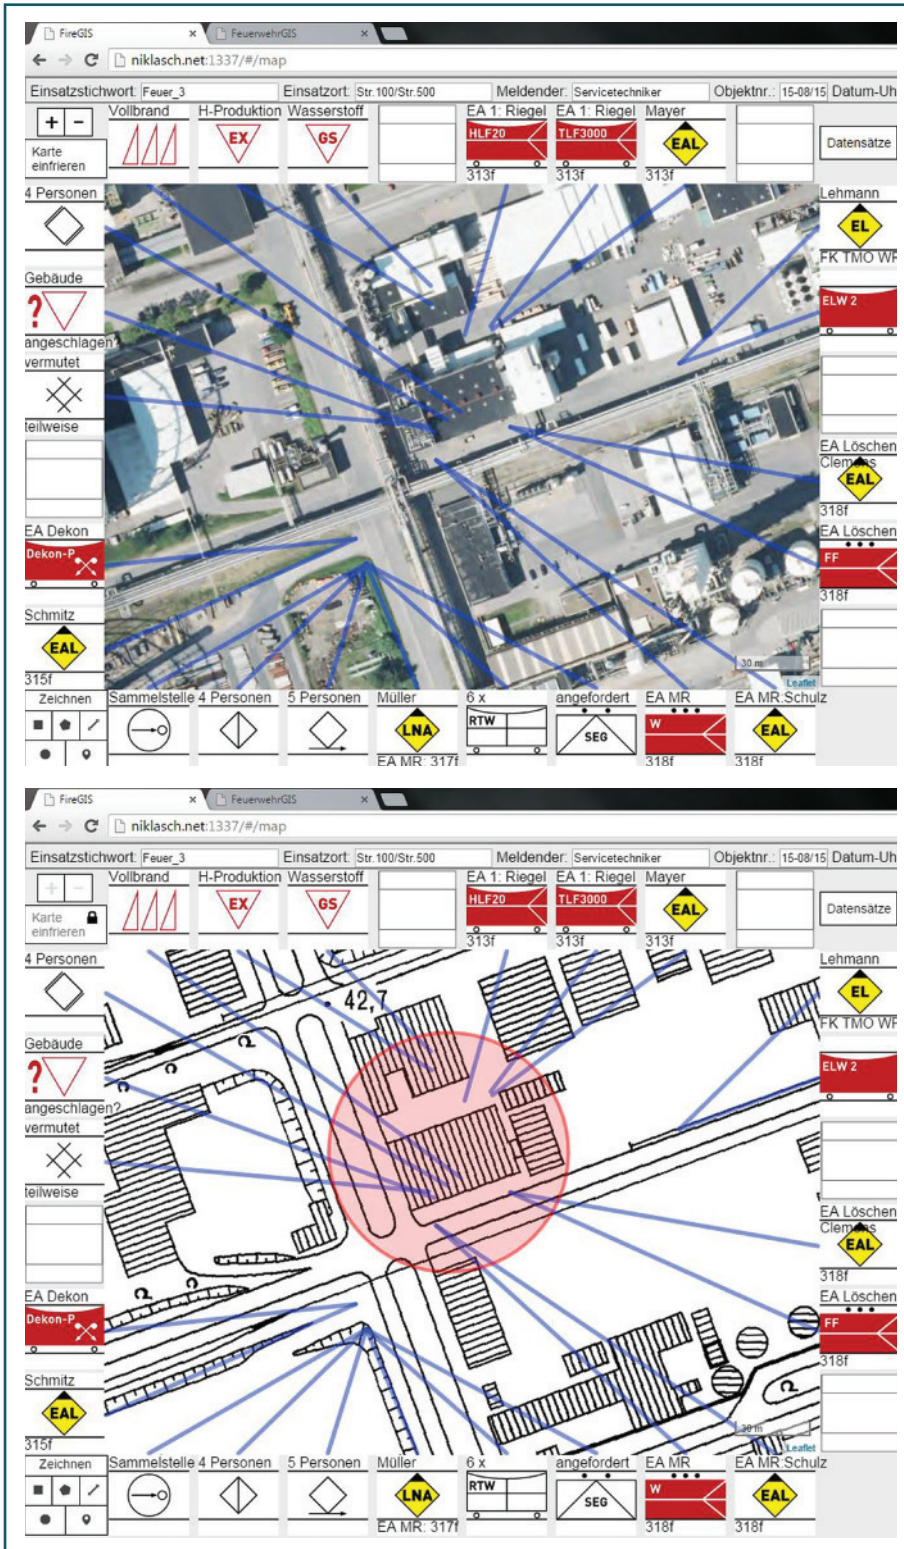 FireGIS × FeuerwehrGIS ×
niklasch.net:1337/#/map
Einsatzstichwort: Feuer_3 Einsatzort: Str.100/Str.500 Meldender: Servicetechniker Objektnr.: 15-08/15 Datum-Uh
+ − Vollbrand H-Produktion Wasserstoff EA 1: Riegel EA 1: Riegel Mayer
EX GS HLF20 TLF3000 EAL
Karte
einfrieren
Datensätze
313f 313f 313f
4 Personen
Lehmann
EL
FK TMO WF
Gebäude
?
angeschlagen?
ELW 2
vermutet
teilweise
EA Löschen
Clemens
EAL
318f
EA Dekon
Dekon-P
EA Löschen
FF
318f
Schmitz
EAL
315f
30 m
Leaflet
Zeichnen Sammelstelle 4 Personen 5 Personen Müller 6 x angefordert EA MR EA MR:Schulz
LNA RTW SEG W EAL
EA MR: 317f 318f 318f
FireGIS × FeuerwehrGIS ×
niklasch.net:1337/#/map
Einsatzstichwort: Feuer_3 Einsatzort: Str.100/Str.500 Meldender: Servicetechniker Objektnr.: 15-08/15 Datum-Uh
+ − Vollbrand H-Produktion Wasserstoff EA 1: Riegel EA 1: Riegel Mayer
EX GS HLF20 TLF3000 EAL
Karte
einfrieren
Datensätze
313f 313f 313f
4 Personen
Lehmann
EL
FK TMO WF
42,7
Gebäude
?
angeschlagen?
ELW 2
vermutet
teilweise
EA Löschen
Clemens
EAL
318f
EA Dekon
Dekon-P
EA Löschen
FF
318f
Schmitz
EAL
315f
30 m
Leaflet
Zeichnen Sammelstelle 4 Personen 5 Personen Müller 6 x angefordert EA MR EA MR:Schulz
LNA RTW SEG W EAL
EA MR: 317f 318f 318f